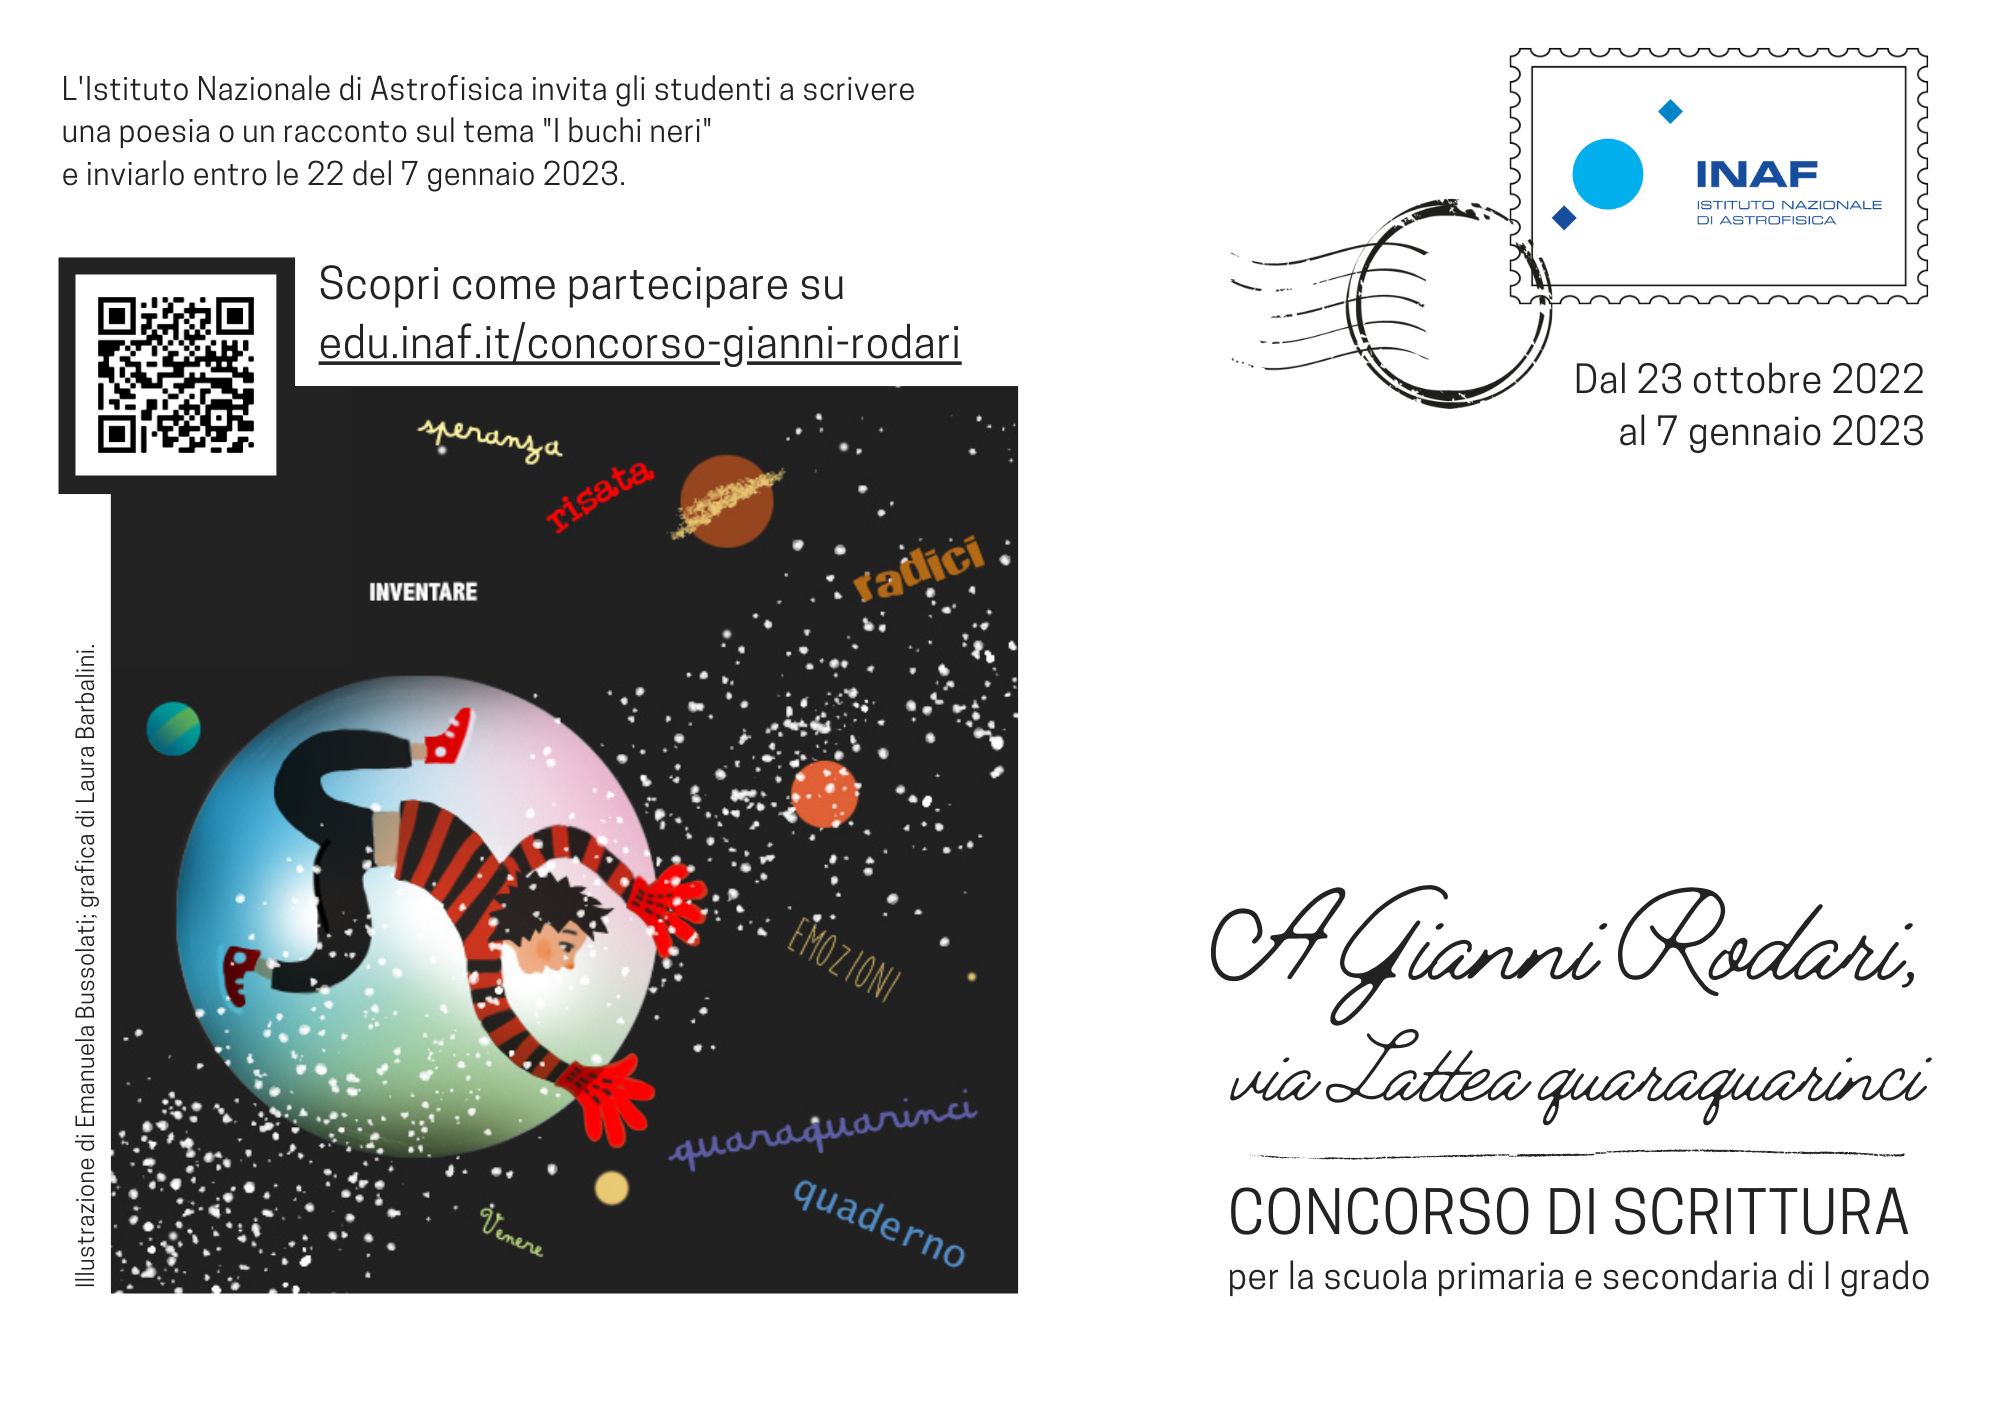 L'Istituto Nazionale di Astrofisica invita gli studenti a scrivere
una poesia o un racconto sul tema "I buchi neri"
e inviarlo entro le 22 del 7 gennaio 2023.
Scopri come partecipare su
edu.inaf.it/concorso-gianni-rodari
speranza
risata
radici
INVENTARE
EMOZIONI
quaraquarinci
quaderno
Venere
Illustrazione di Emanuela Bussolati; grafica di Laura Barbalini.
INAF
ISTITUTO NAZIONALE
DI ASTROFISICA
Dal 23 ottobre 2022
al 7 gennaio 2023
A Gianni Rodari,
via Lattea quaraquarinci
CONCORSO DI SCRITTURA
per la scuola primaria e secondaria di I grado